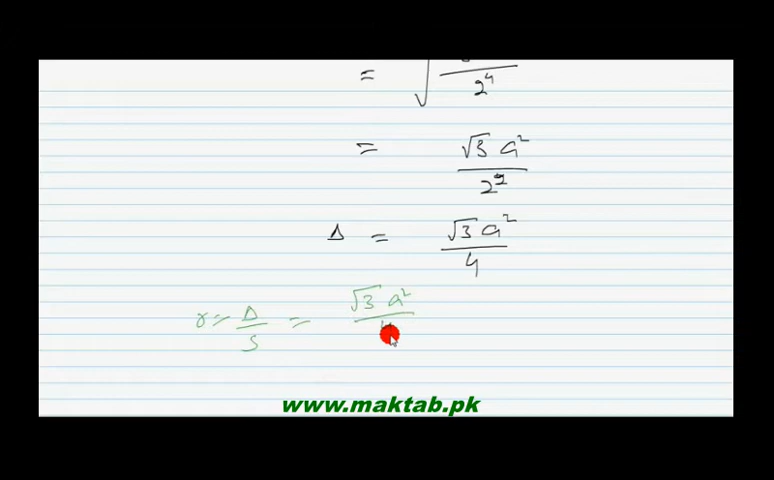 = √ / 2⁴
= √3 a² / 2²
Δ = √3 a² / 4
r = Δ / S = √3 a² /
www.maktab.pk